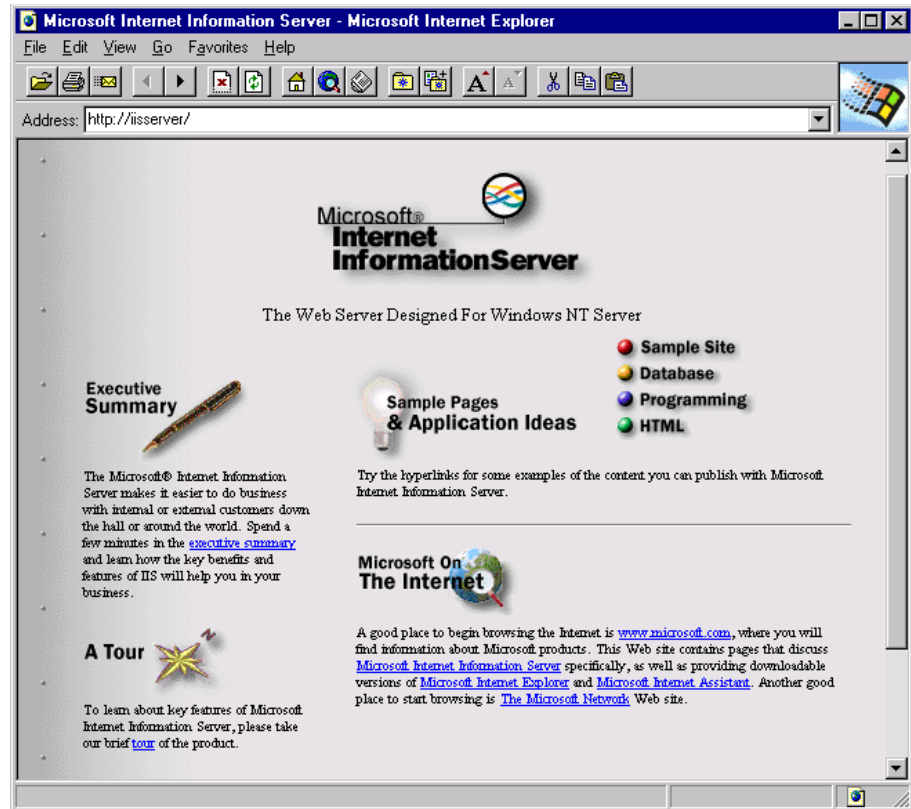 Microsoft Internet Information Server - Microsoft Internet Explorer
File Edit View Go Favorites Help
Address: http://iisserver/
Microsoft®
Internet
Information Server
The Web Server Designed For Windows NT Server
Executive
Summary
The Microsoft® Internet Information
Server makes it easier to do business
with internal or external customers down
the hall or around the world. Spend a
few minutes in the executive summary
and learn how the key benefits and
features of IIS will help you in your
business.
A Tour
To learn about key features of Microsoft
Internet Information Server, please take
our brief tour of the product.
Sample Pages
& Application Ideas
Sample Site
Database
Programming
HTML
Try the hyperlinks for some examples of the content you can publish with Microsoft
Internet Information Server.
Microsoft On
The Internet
A good place to begin browsing the Internet is www.microsoft.com, where you will
find information about Microsoft products. This Web site contains pages that discuss
Microsoft Internet Information Server specifically, as well as providing downloadable
versions of Microsoft Internet Explorer and Microsoft Internet Assistant. Another good
place to start browsing is The Microsoft Network Web site.